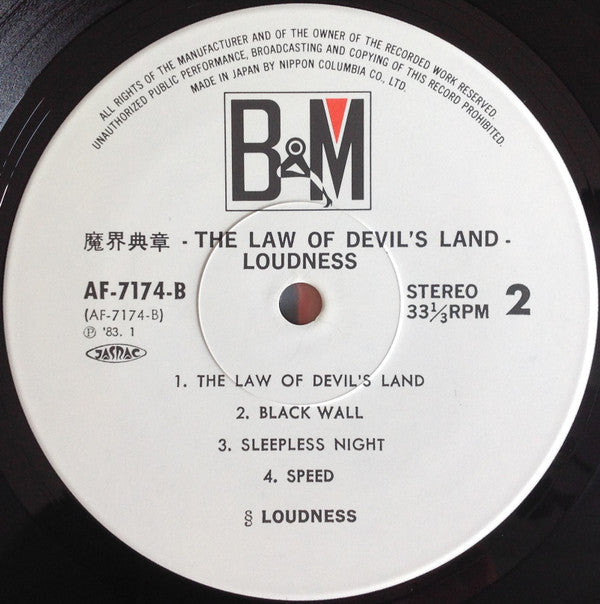 ALL RIGHTS OF THE MANUFACTURER AND OF THE OWNER OF THE RECORDED WORK RESERVED.
UNAUTHORIZED PUBLIC PERFORMANCE, BROADCASTING AND COPYING OF THIS RECORD PROHIBITED.
MADE IN JAPAN BY NIPPON COLUMBIA CO., LTD.
B&M
魔界典章 - THE LAW OF DEVIL'S LAND -
LOUDNESS
AF-7174-B
(AF-7174-B)
Ⓟ '83. 1
JASRAC
STEREO
33⅓RPM
2
1. THE LAW OF DEVIL'S LAND
2. BLACK WALL
3. SLEEPLESS NIGHT
4. SPEED
§ LOUDNESS